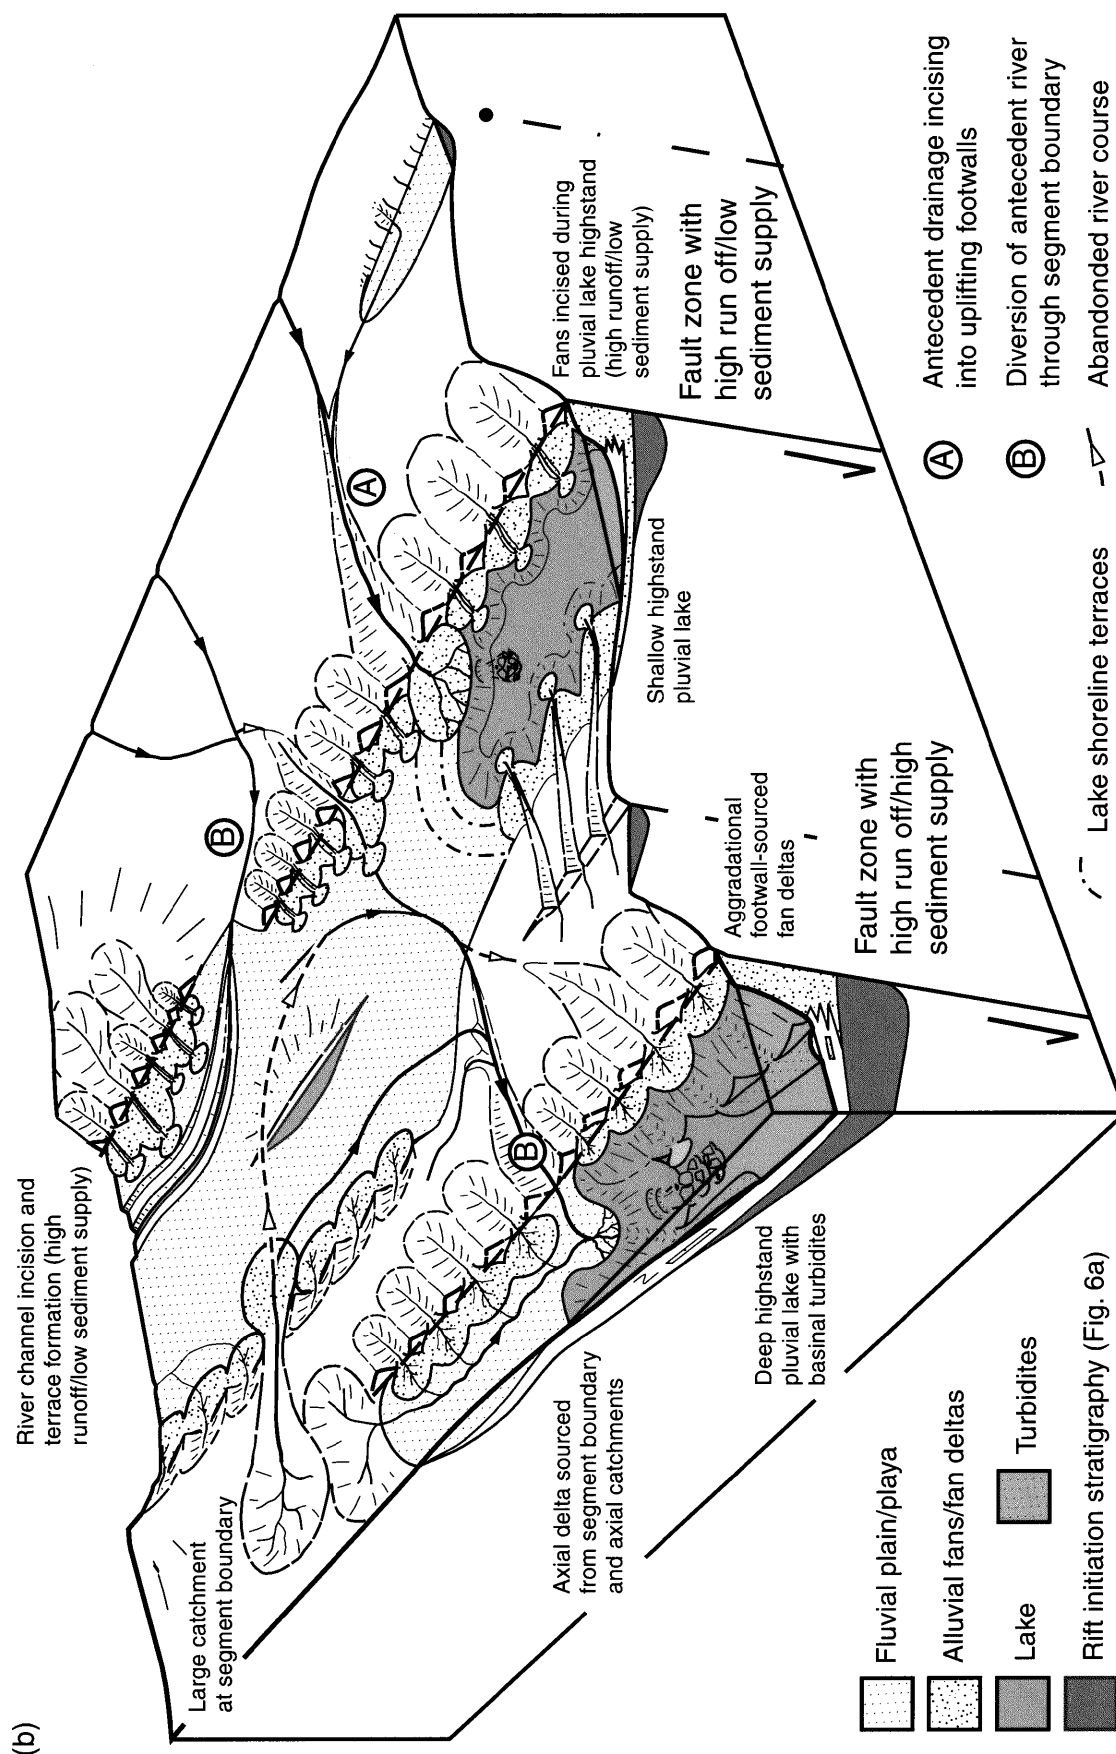 (b)
River channel incision and
terrace formation (high
runoff/low sediment supply)
Large catchment
at segment boundary
B
A
B
Fans incised during
pluvial lake highstand
(high runoff/low
sediment supply)
Fault zone with
high run off/low
sediment supply
Shallow highstand
pluvial lake
Aggradational
footwall-sourced
fan deltas
Fault zone with
high run off/high
sediment supply
Axial delta sourced
from segment boundary
and axial catchments
Deep highstand
pluvial lake with
basinal turbidites
Fluvial plain/playa
Alluvial fans/fan deltas
Lake
Turbidites
Rift initiation stratigraphy (Fig. 6a)
Lake shoreline terraces
A
Antecedent drainage incising
into uplifting footwalls
B
Diversion of antecedent river
through segment boundary
Abandonded river course